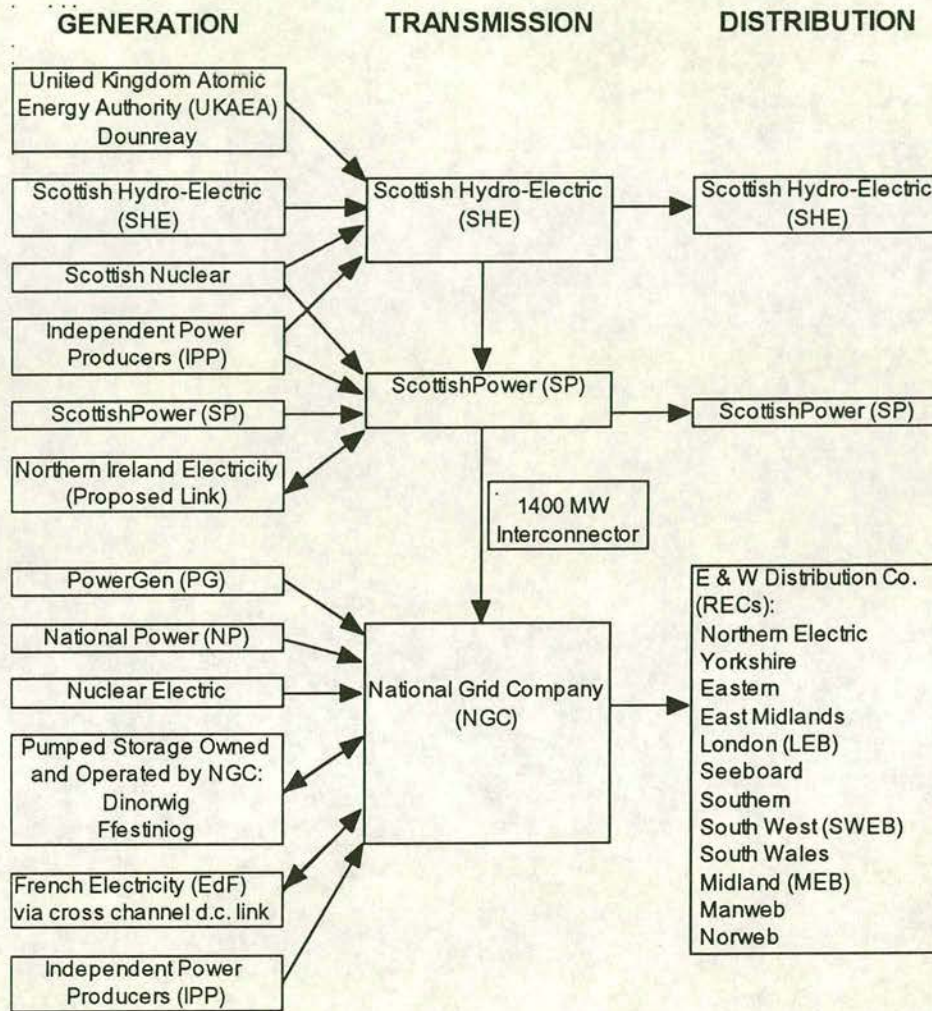 GENERATION
TRANSMISSION
DISTRIBUTION
United Kingdom Atomic
Energy Authority (UKAEA)
Dounreay
Scottish Hydro-Electric
(SHE)
Scottish Nuclear
Independent Power
Producers (IPP)
ScottishPower (SP)
Northern Ireland Electricity
(Proposed Link)
PowerGen (PG)
National Power (NP)
Nuclear Electric
Pumped Storage Owned
and Operated by NGC:
Dinorwig
Ffestiniog
French Electricity (EdF)
via cross channel d.c. link
Independent Power
Producers (IPP)
Scottish Hydro-Electric
(SHE)
ScottishPower (SP)
1400 MW
Interconnector
National Grid Company
(NGC)
Scottish Hydro-Electric
(SHE)
ScottishPower (SP)
E & W Distribution Co.
(RECs):
Northern Electric
Yorkshire
Eastern
East Midlands
London (LEB)
Seeboard
Southern
South West (SWEB)
South Wales
Midland (MEB)
Manweb
Norweb